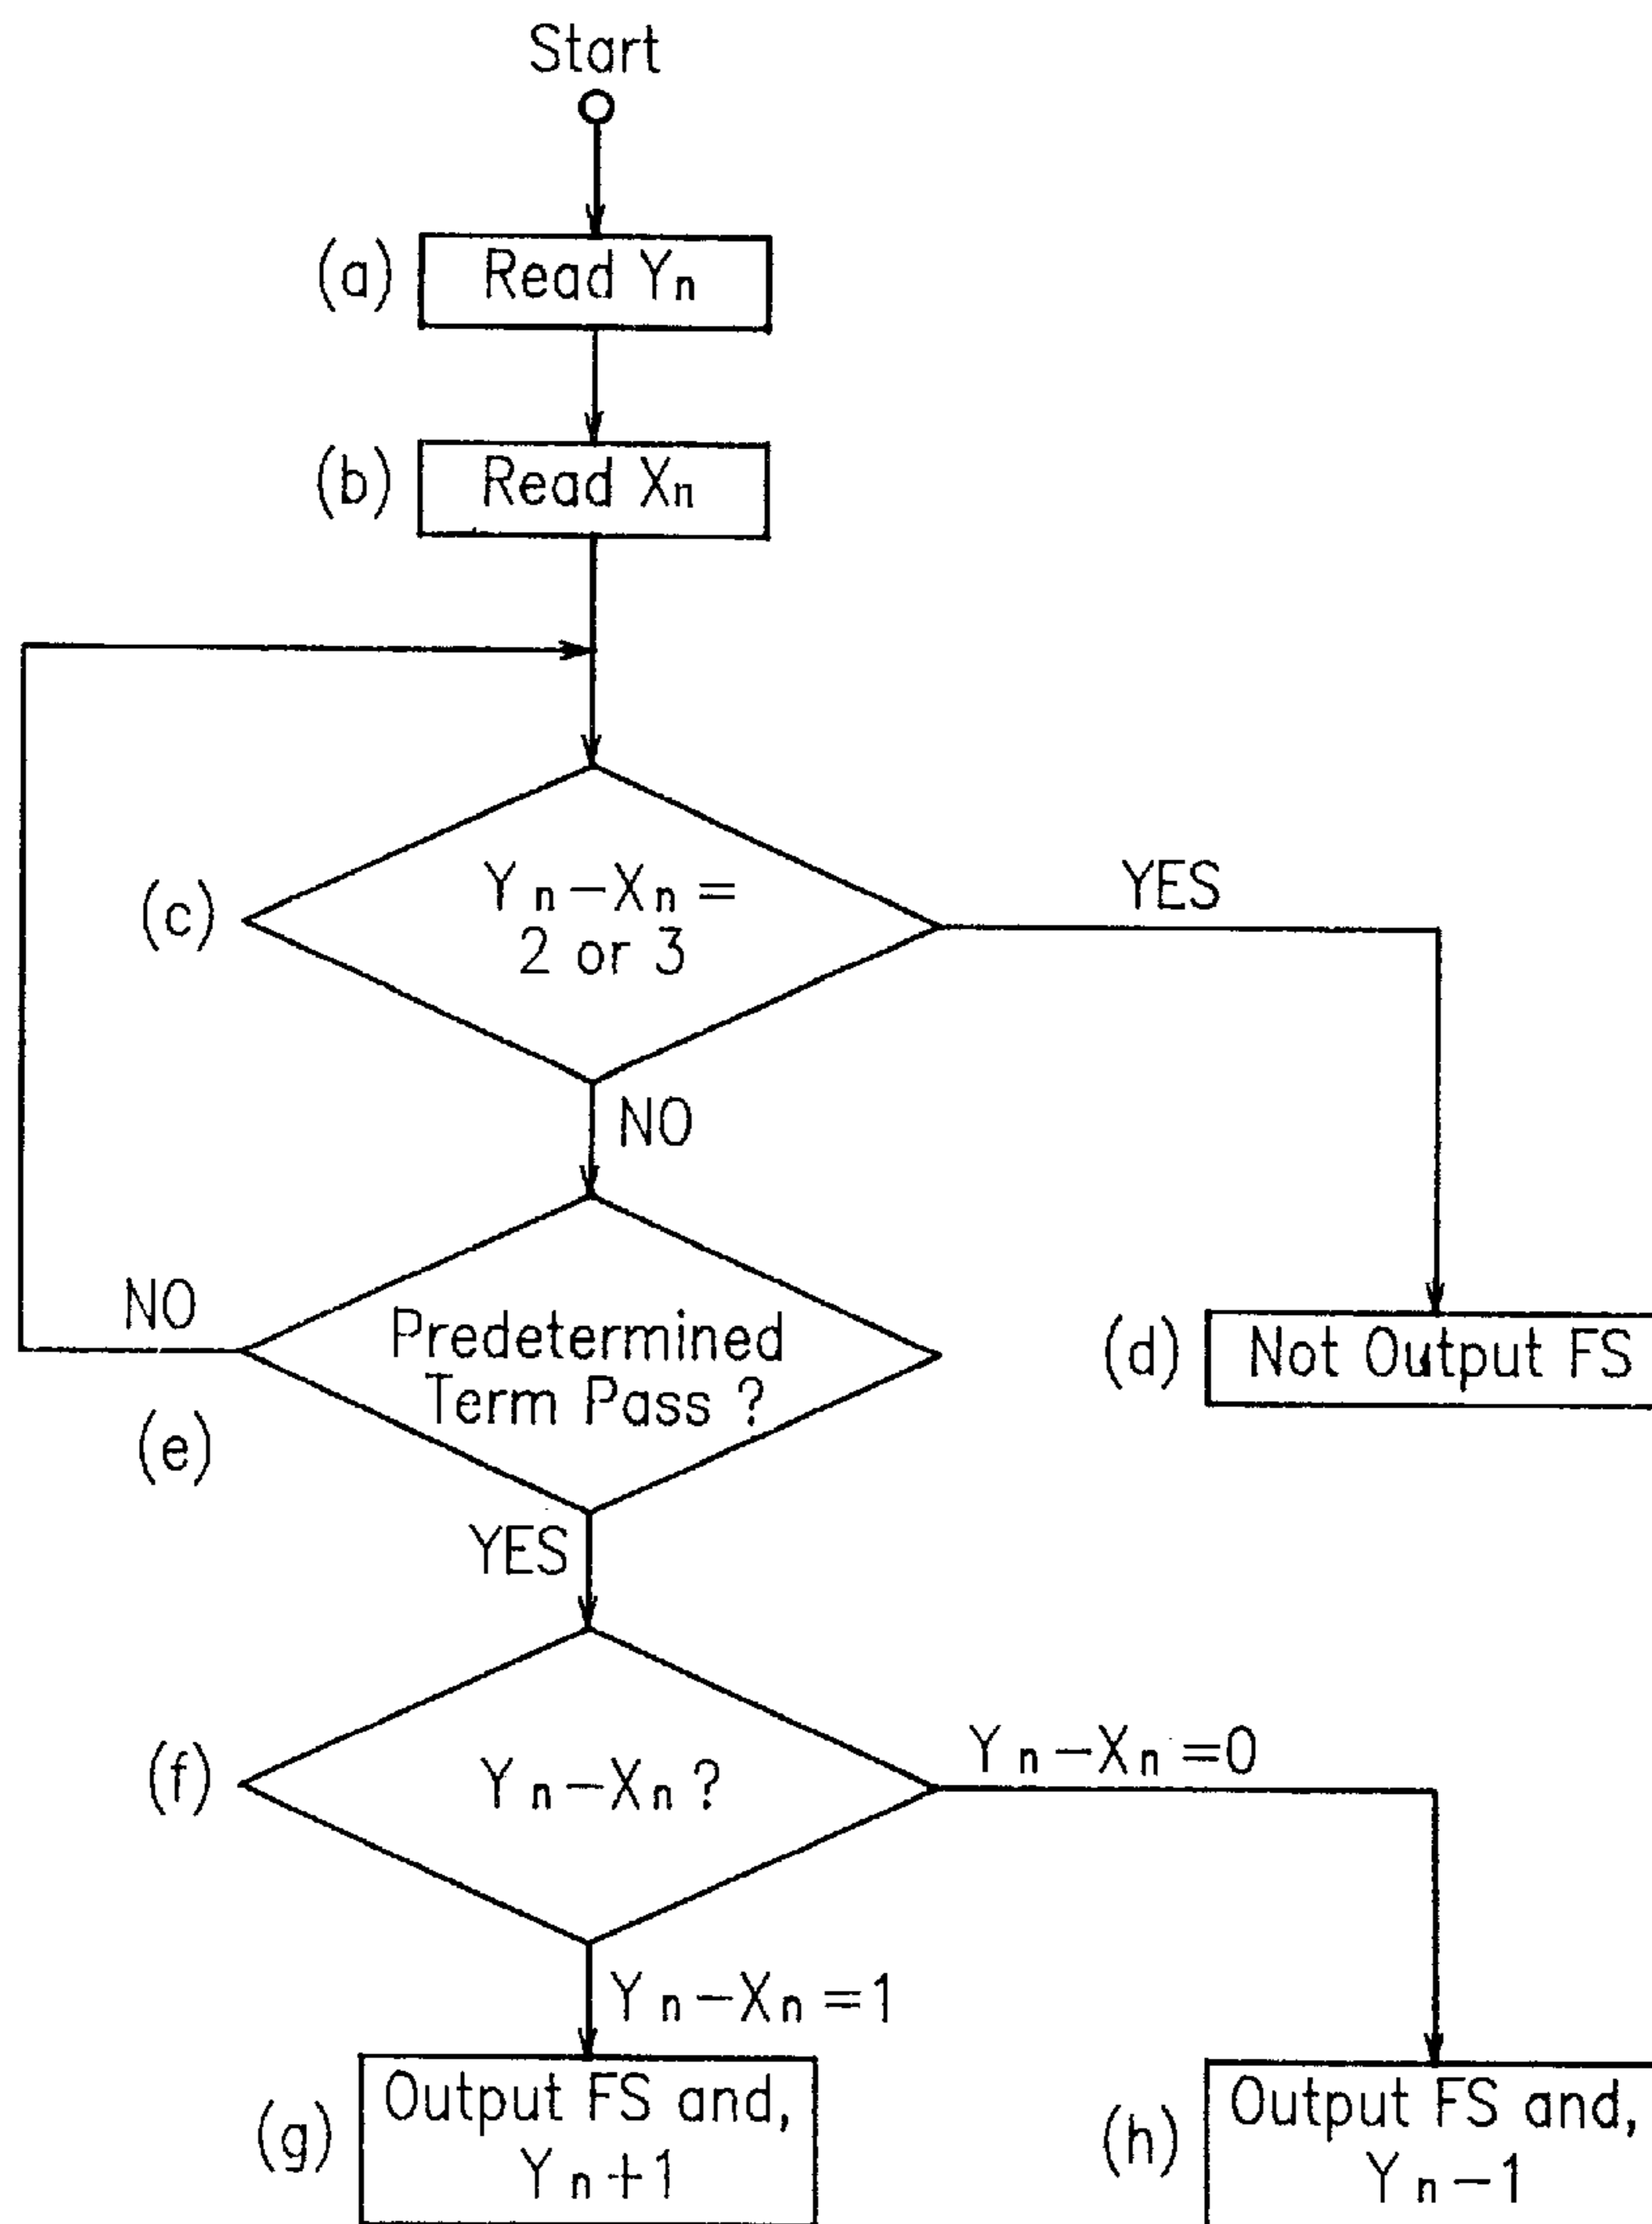 Start
(a) Read Yn
(b) Read Xn
(c) Yn-Xn=
2 or 3
YES
NO
NO
Predetermined
Term Pass ?
(e)
(d) Not Output FS
YES
(f) Yn-Xn?
Yn-Xn=0
Yn-Xn=1
(g) Output FS and,
Yn+1
(h) Output FS and,
Yn-1